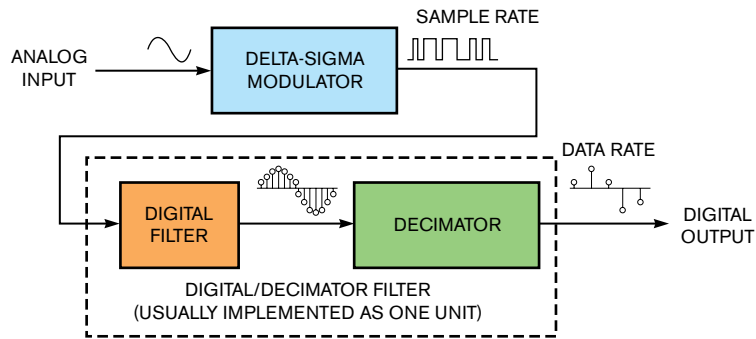 SAMPLE RATE
ANALOG
INPUT
DELTA-SIGMA
MODULATOR
DATA RATE
DIGITAL
FILTER
DECIMATOR
DIGITAL
OUTPUT
DIGITAL/DECIMATOR FILTER
(USUALLY IMPLEMENTED AS ONE UNIT)